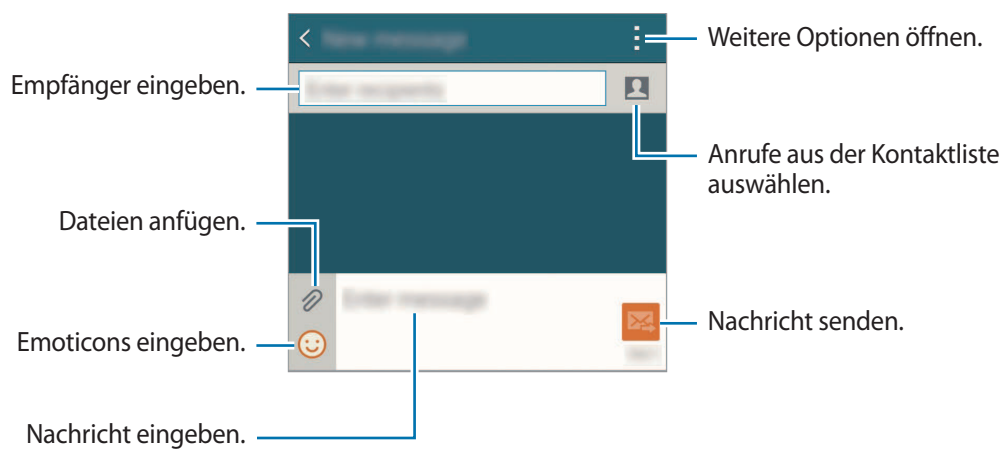 Weitere Optionen öffnen.
Empfänger eingeben.
Anrufe aus der Kontaktliste
auswählen.
Dateien anfügen.
Nachricht senden.
Emoticons eingeben.
Nachricht eingeben.